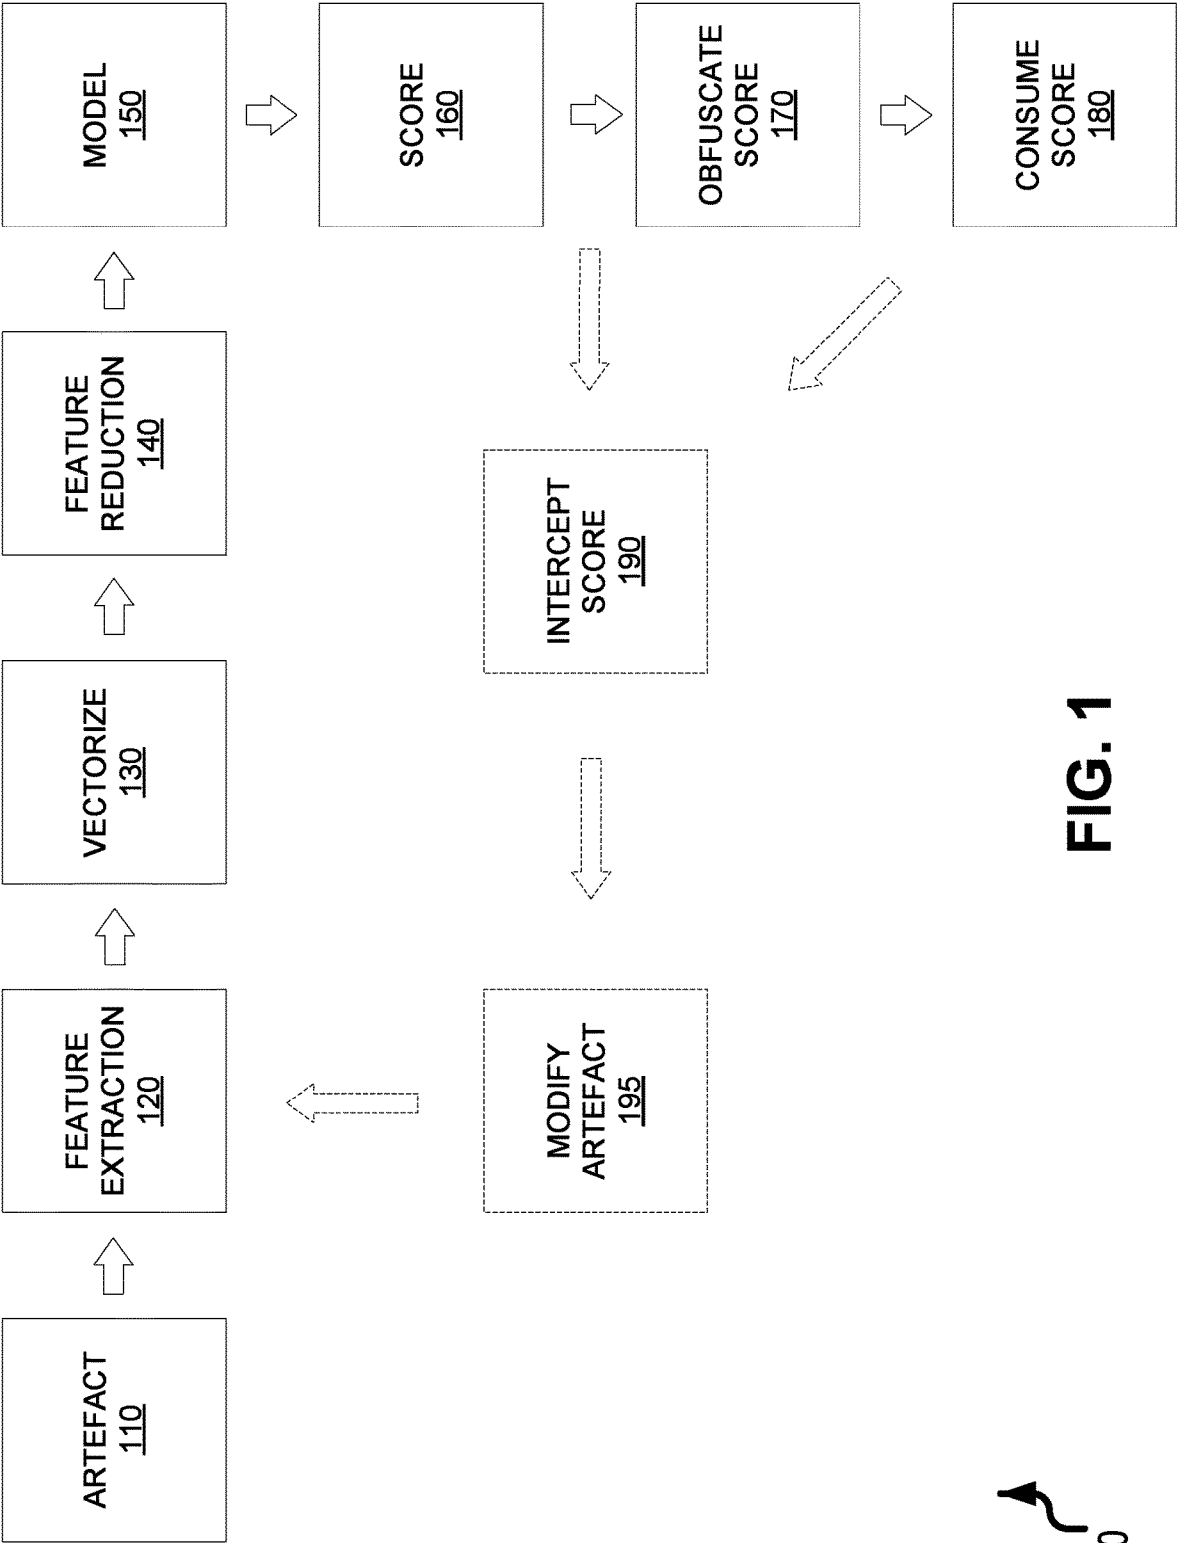 ARTEFACT
110
FEATURE
EXTRACTION
120
VECTORIZE
130
FEATURE
REDUCTION
140
MODEL
150
SCORE
160
OBFUSCATE
SCORE
170
CONSUME
SCORE
180
INTERCEPT
SCORE
190
MODIFY
ARTEFACT
195
FIG. 1